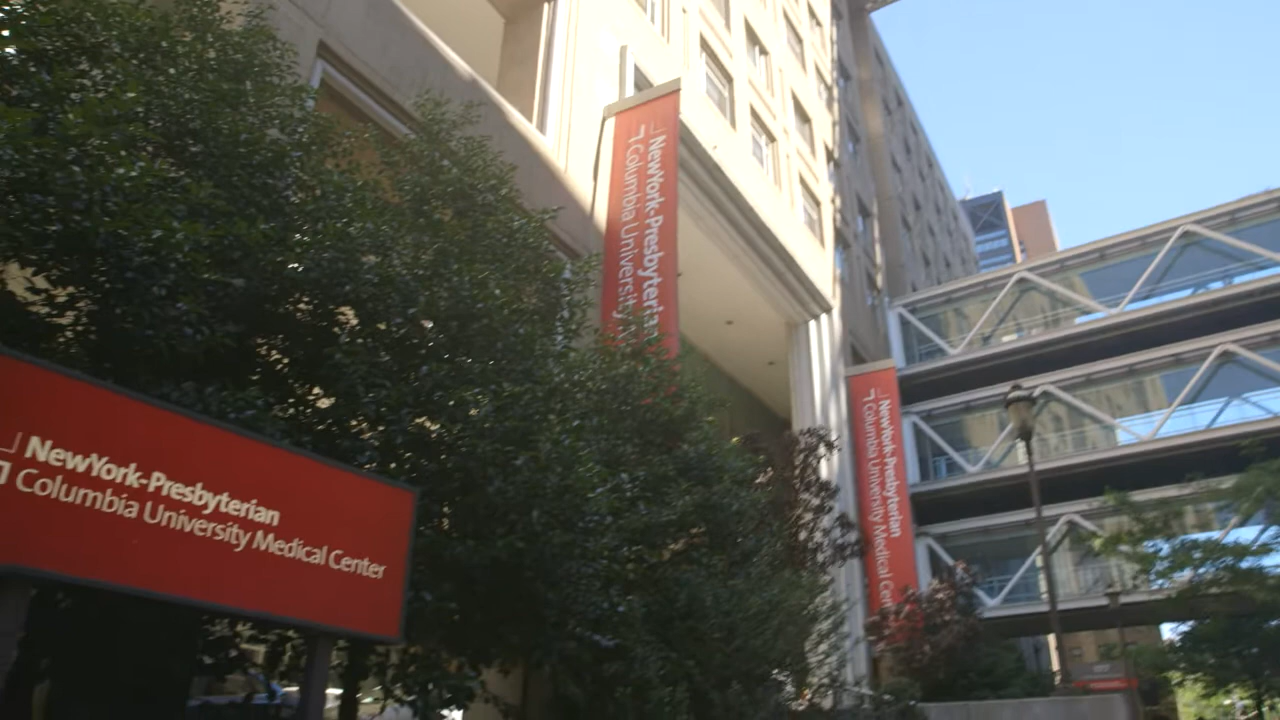 NewYork-Presbyterian
Columbia University Medical Center
NewYork-Presbyterian
Columbia University
NewYork-Presbyterian
Columbia University Medical Cen